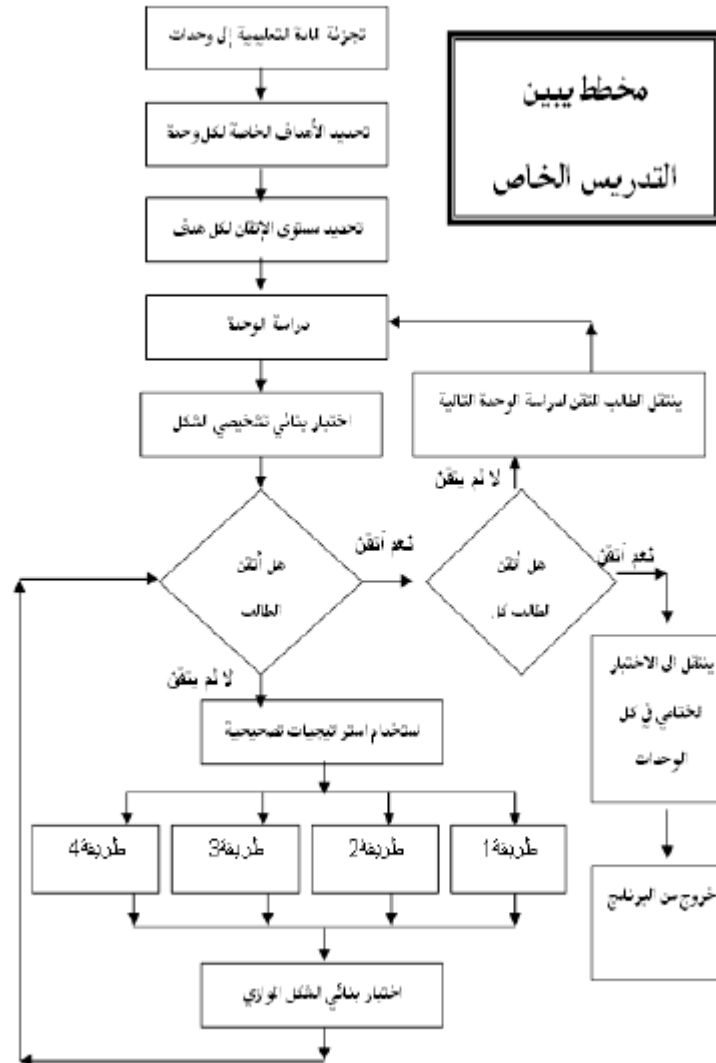 مخطط يبين
التدريس الخاص
تجزئة المادة التعليمية إلى وحدات
تحديد الأهداف الخاصة لكل وحدة
تحديد مستوى الإتقان لكل هدف
دراسة الوحدة
اختبار بنائي تشخيصي الشكل
ينتقل الطالب المتقن لدراسة الوحدة التالية
لا لم يتقن
هل أتقن
الطالب
نعم أتقن
هل أتقن
الطالب كل
نعم أتقن
ينتقل الى الاختبار
الختامي في كل
الوحدات
خروج من البرنامج
لا لم يتقن
استخدام استراتيجيات تصحيحية
طريقة1
طريقة2
طريقة3
طريقة4
اختبار بنائي الشكل الموازي